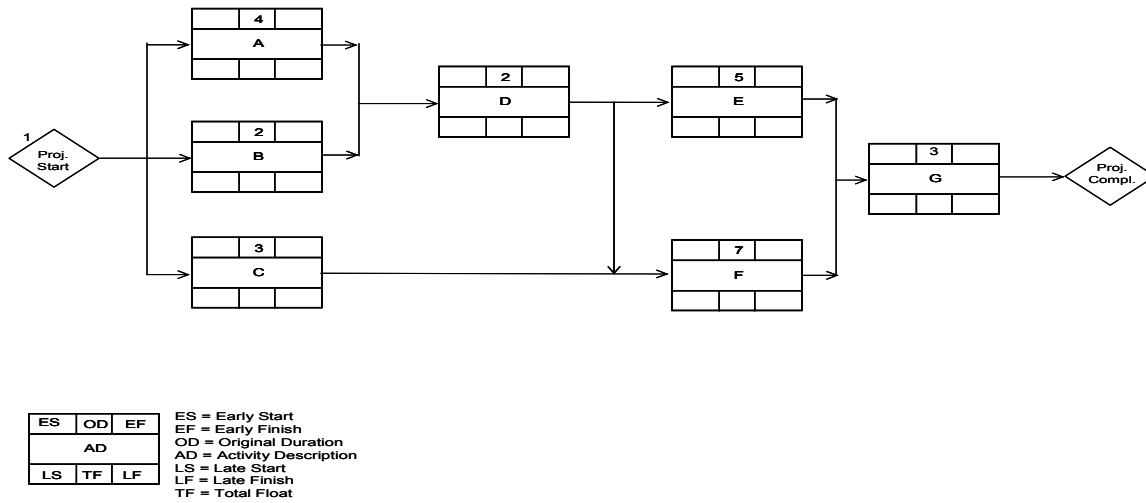 4
A
2
B
3
C
1
Proj.
Start
2
D
5
E
7
F
3
G
Proj.
Compl.
ES OD EF
AD
LS TF LF
ES = Early Start
EF = Early Finish
OD = Original Duration
AD = Activity Description
LS = Late Start
LF = Late Finish
TF = Total Float